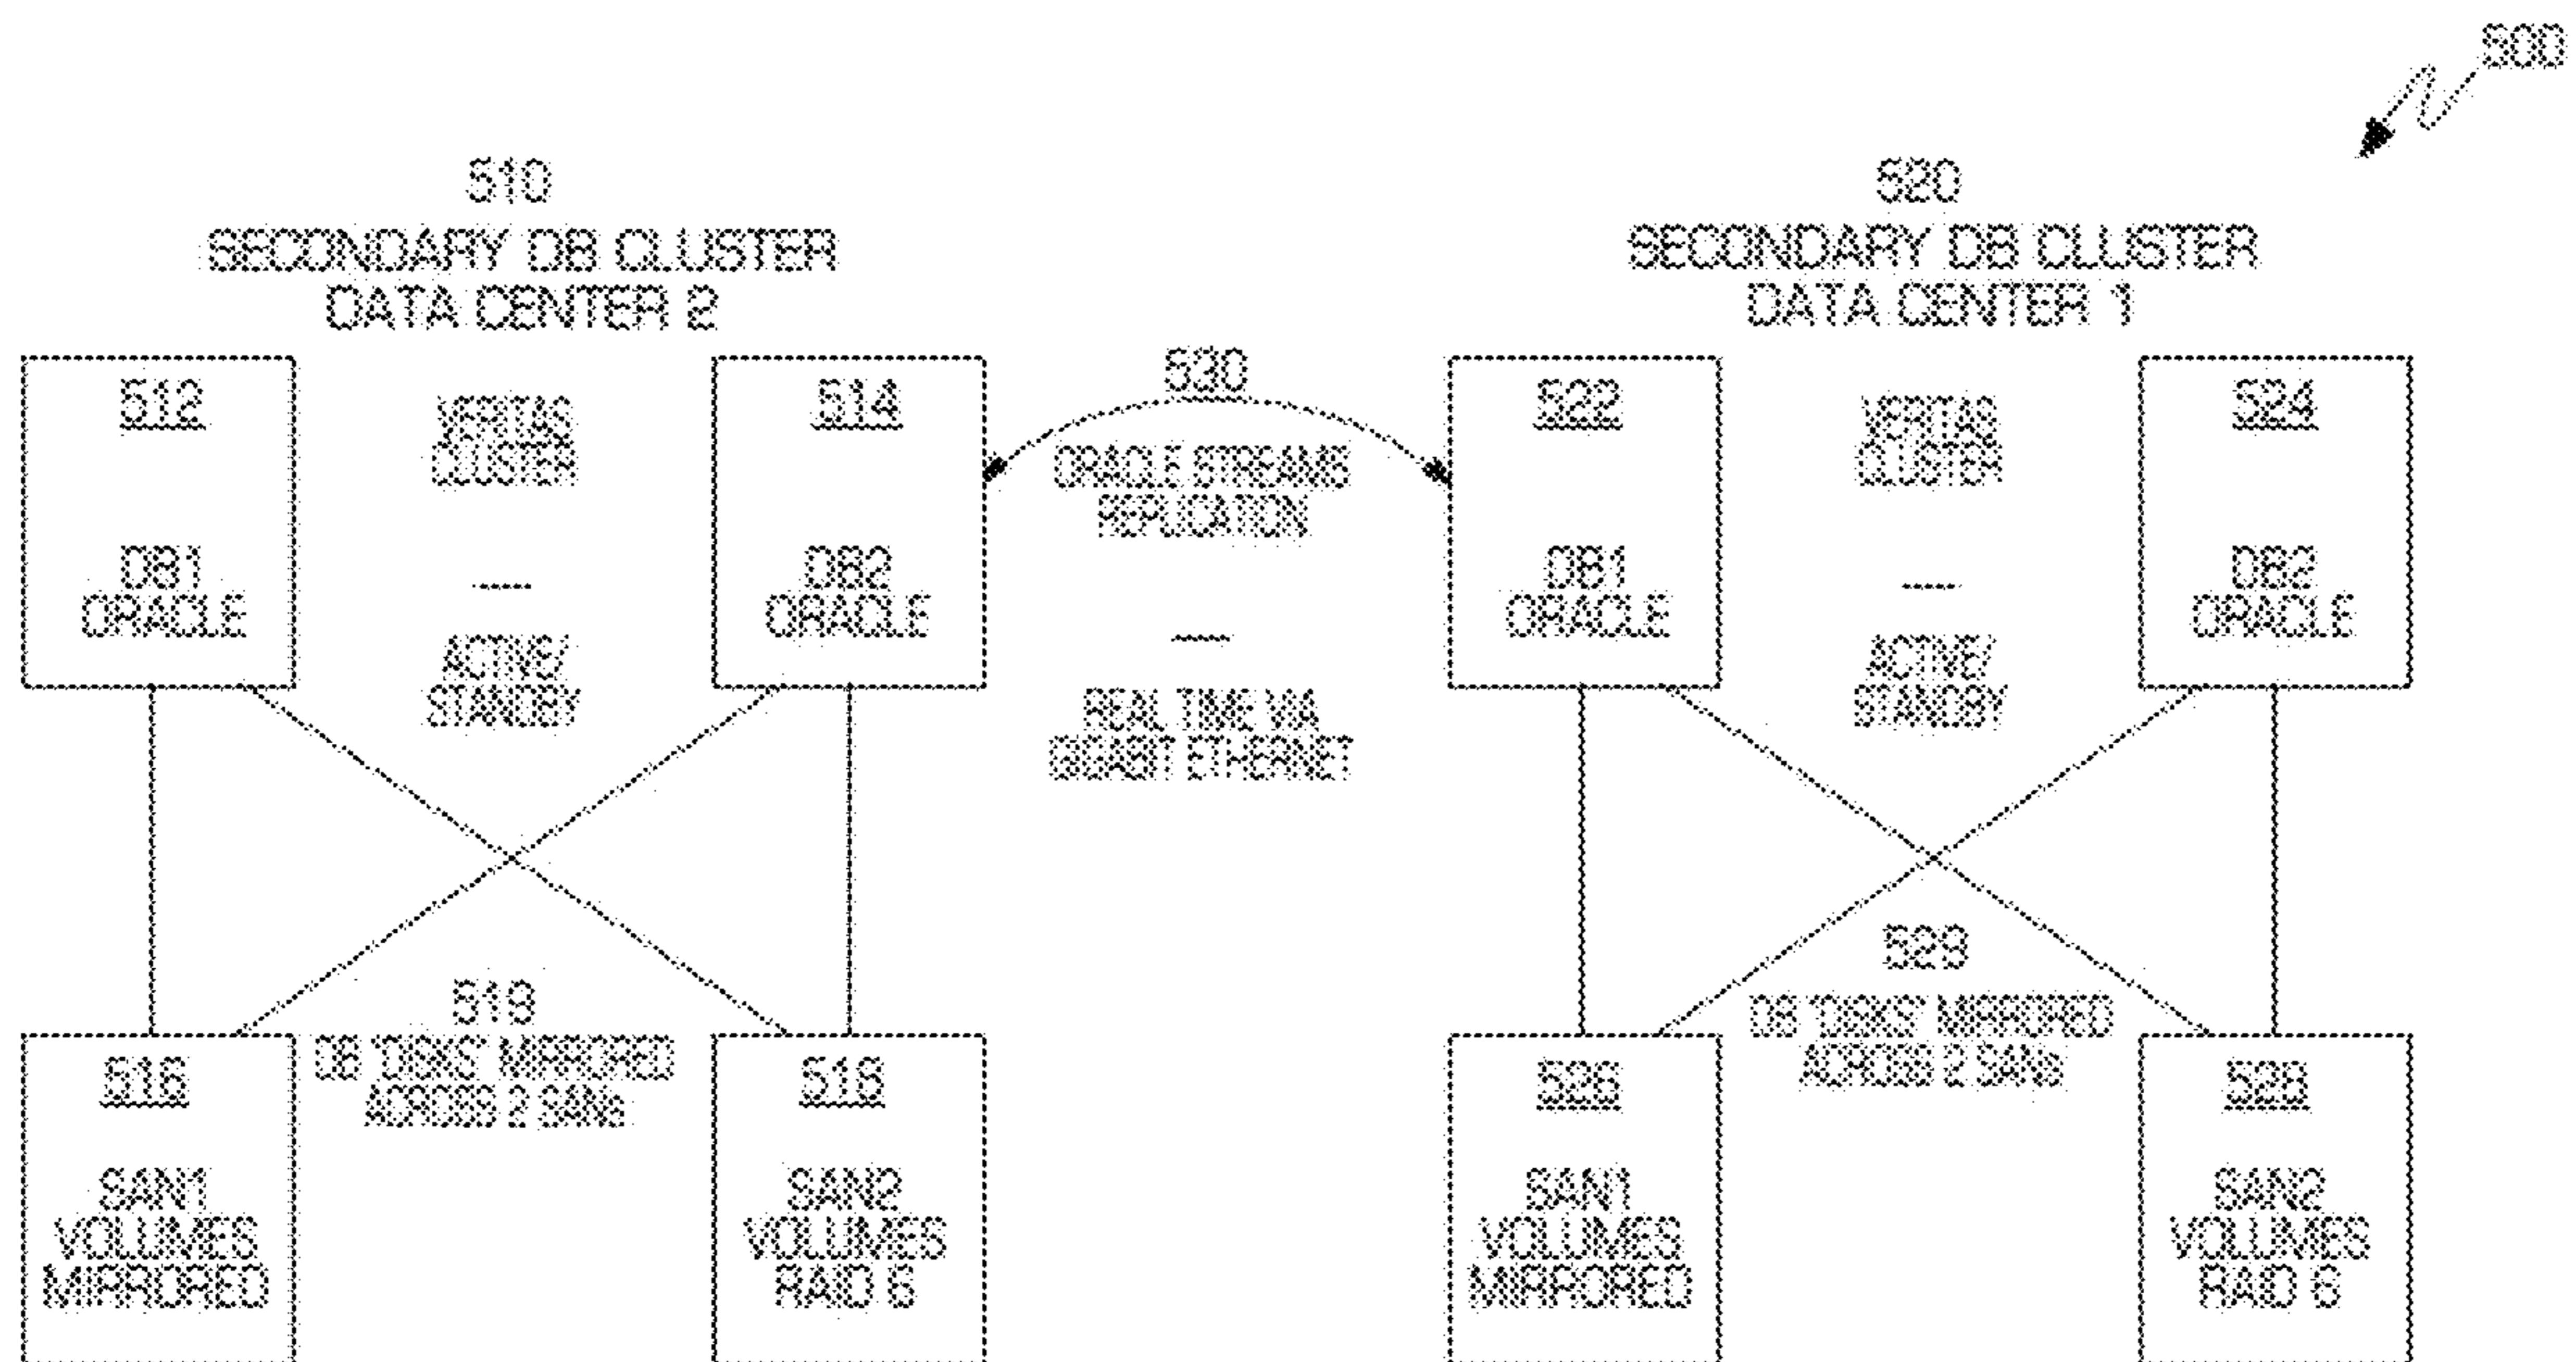 500
510
SECONDARY DB CLUSTER
DATA CENTER 2
520
SECONDARY DB CLUSTER
DATA CENTER 1
512
DB1
ORACLE
VERITAS
CLUSTER
—
ACTIVE/
STANDBY
514
DB2
ORACLE
530
ORACLE STREAMS
REPLICATION
—
REAL TIME VIA
GIGABIT ETHERNET
522
DB1
ORACLE
VERITAS
CLUSTER
—
ACTIVE/
STANDBY
524
DB2
ORACLE
516
SAN1
VOLUMES
MIRRORED
519
DB 'DISKS' MIRRORED
ACROSS 2 SANs
SAN2
VOLUMES
RAID 6
526
SAN1
VOLUMES
MIRRORED
529
DB 'DISKS' MIRRORED
ACROSS 2 SANs
528
SAN2
VOLUMES
RAID 6